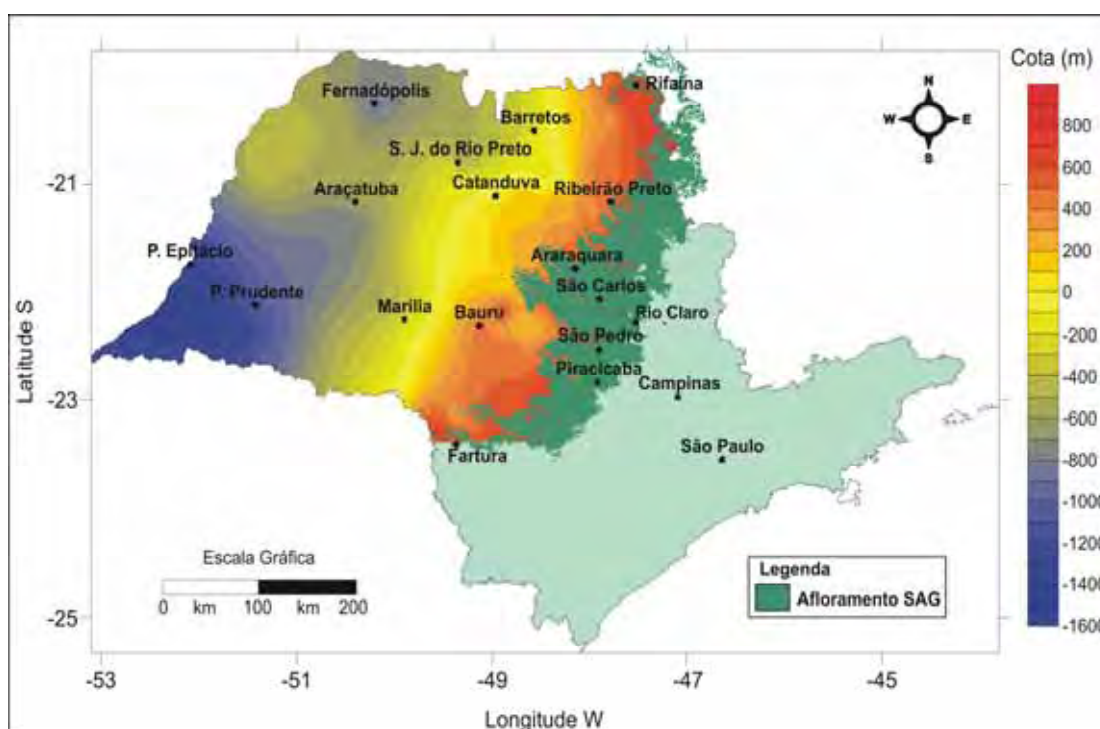 Cota (m)
N
W
E
S
Fernadópolis
Rifaina
Barretos
S. J. do Rio Preto
Catanduva
Araçatuba
Ribeirão Preto
P. Epitácio
Araraquara
P. Prudente
São Carlos
Marilia
Bauru
Rio Claro
São Pedro
Piracicaba
Campinas
São Paulo
Fartura
800
600
400
200
0
-200
-400
-600
-800
-1000
-1200
-1400
-1600
Latitude S
-21
-23
-25
Escala Gráfica
0 km 100 km 200
Legenda
Afloramento SAG
-53 -51 -49 -47 -45
Longitude W